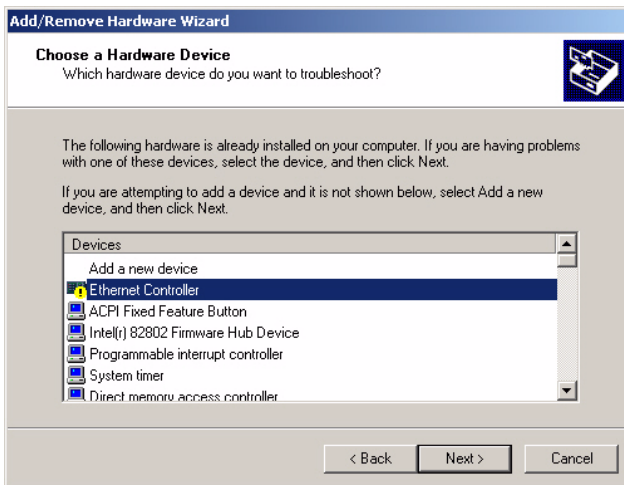 Add/Remove Hardware Wizard
Choose a Hardware Device
Which hardware device do you want to troubleshoot?
The following hardware is already installed on your computer. If you are having problems
with one of these devices, select the device, and then click Next.
If you are attempting to add a device and it is not shown below, select Add a new
device, and then click Next.
Devices
Add a new device
Ethernet Controller
ACPI Fixed Feature Button
Intel(r) 82802 Firmware Hub Device
Programmable interrupt controller
System timer
Direct memory access controller
< Back
Next >
Cancel